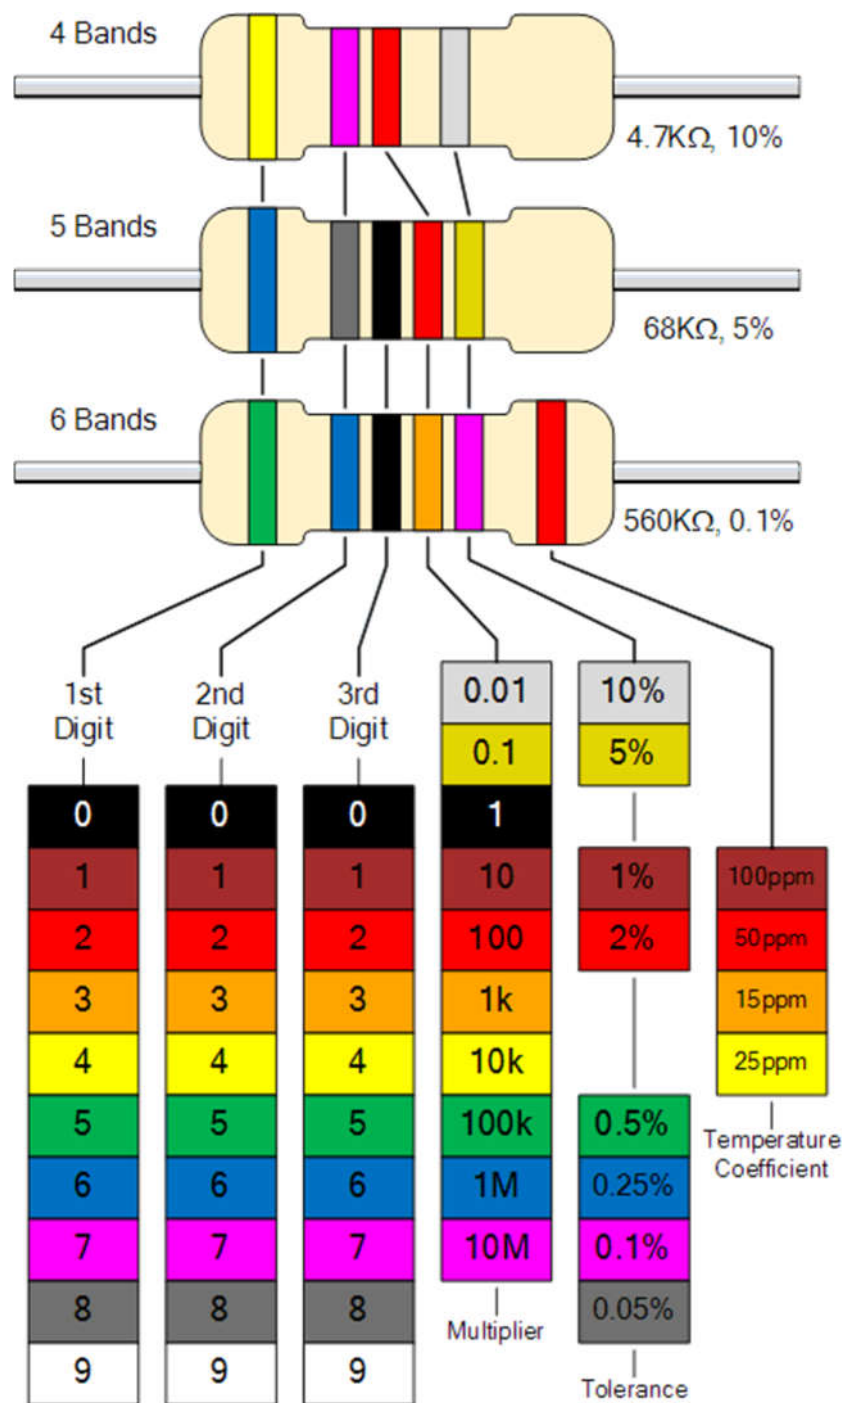 4 Bands
4.7KΩ, 10%
5 Bands
68KΩ, 5%
6 Bands
560KΩ, 0.1%
1st
Digit
2nd
Digit
3rd
Digit
0.01 10%
0.1 5%
0 0 0 1
1 1 1 10 1% 100ppm
2 2 2 100 2% 50ppm
3 3 3 1k 15ppm
4 4 4 10k 25ppm
5 5 5 100k 0.5%
Temperature
Coefficient
6 6 6 1M 0.25%
7 7 7 10M 0.1%
8 8 8 0.05%
Multiplier
9 9 9
Tolerance